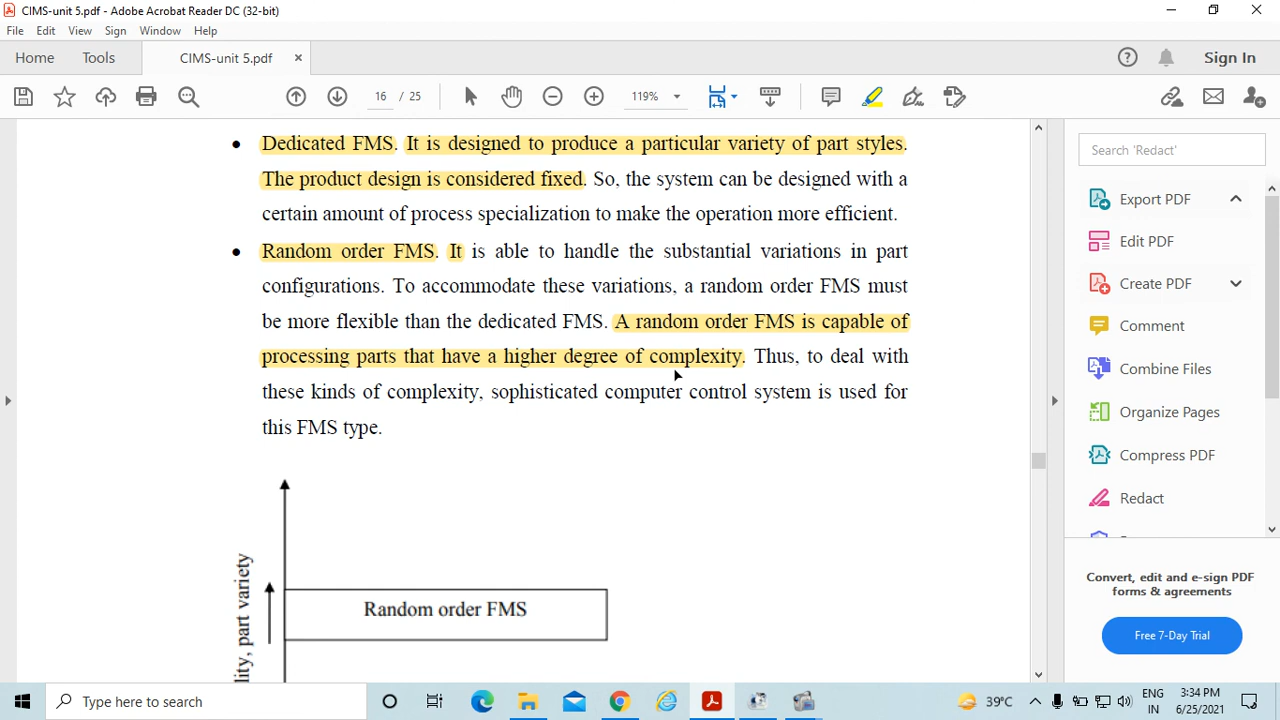 CIMS-unit 5.pdf - Adobe Acrobat Reader DC (32-bit)
File Edit View Sign Window Help
Home Tools CIMS-unit 5.pdf × Sign In
16 / 25 119%
• Dedicated FMS. It is designed to produce a particular variety of part styles.
The product design is considered fixed. So, the system can be designed with a
certain amount of process specialization to make the operation more efficient.
• Random order FMS. It is able to handle the substantial variations in part
configurations. To accommodate these variations, a random order FMS must
be more flexible than the dedicated FMS. A random order FMS is capable of
processing parts that have a higher degree of complexity. Thus, to deal with
these kinds of complexity, sophisticated computer control system is used for
this FMS type.
lity, part variety
Random order FMS
Search 'Redact'
Export PDF
Edit PDF
Create PDF
Comment
Combine Files
Organize Pages
Compress PDF
Redact
Convert, edit and e-sign PDF
forms & agreements
Free 7-Day Trial
Type here to search
39°C
ENG
IN
3:34 PM
6/25/2021